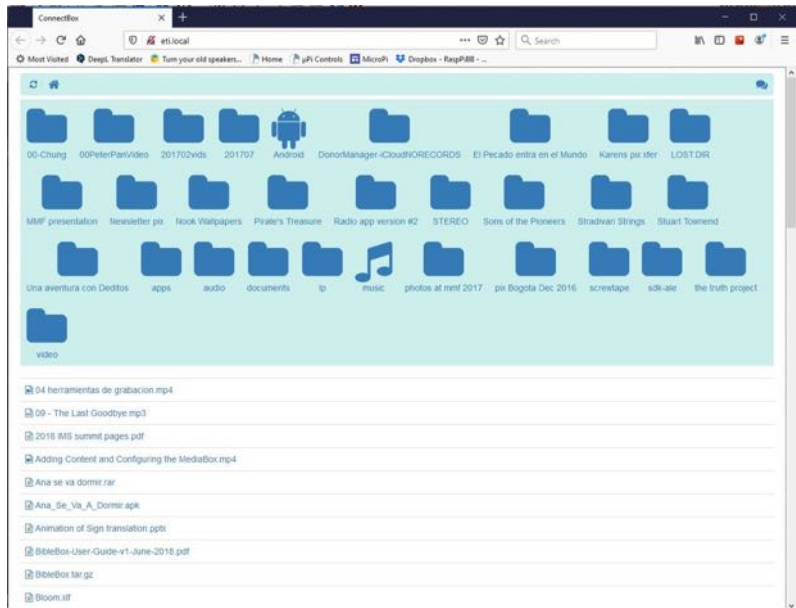 ConnectBox
eti.local
Search
Most Visited DeepL Translator Turn your old speakers... Home µPi Controls MicroPi Dropbox - RaspPiIIII - ...
00-Chung 00PeterPanVideo 201702vids 201707 Android DonorManager-iCloudNORECORDS El Pecado entra en el Mundo Karens pix xfer LOST.DIR
MMF presentation Newsletter pix Nook Wallpapers Pirate's Treasure Radio app version #2 STEREO Sons of the Pioneers Stradivari Strings Stuart Townend
Una aventura con Deditos apps audio documents lp music photos at mmf 2017 pix Bogota Dec 2016 screwtape sdk-ale the truth project
video
04 herramientas de grabacion.mp4
09 - The Last Goodbye.mp3
2018 IMS summit pages.pdf
Adding Content and Configuring the MediaBox.mp4
Ana se va dormir.rar
Ana_Se_Va_A_Dormir.apk
Animation of Sign translation.pptx
BibleBox-User-Guide-v1-June-2018.pdf
BibleBox.tar.gz
Bloom.xlf